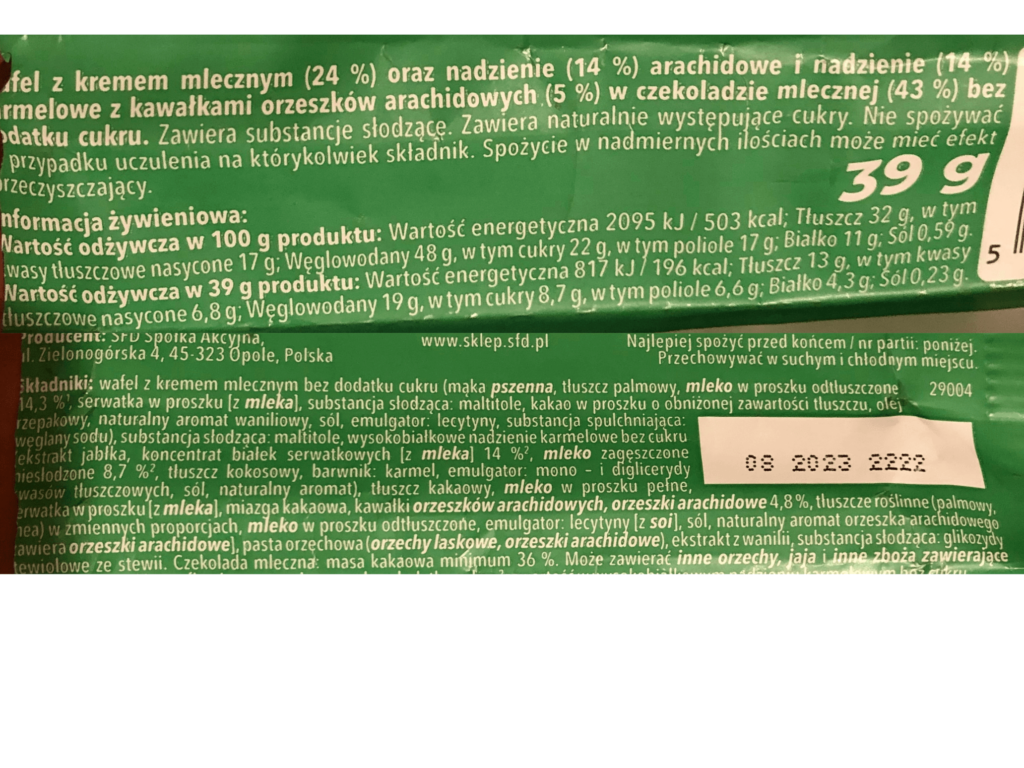 fel z kremem mlecznym (24 %) oraz nadzienie (14 %) arachidowe i nadzienie (14 %)
rmelowe z kawałkami orzeszków arachidowych (5 %) w czekoladzie mlecznej (43 %) bez
datku cukru. Zawiera substancje słodzące. Zawiera naturalnie występujące cukry. Nie spożywać
przypadku uczulenia na którykolwiek składnik. Spożycie w nadmiernych ilościach może mieć efekt
rzeczyszczający.
39 g
nformacja żywieniowa:
Wartość odżywcza w 100 g produktu: Wartość energetyczna 2095 kJ / 503 kcal; Tłuszcz 32 g, w tym
wasy tłuszczowe nasycone 17 g; Węglowodany 48 g, w tym cukry 22 g, w tym poliole 17 g; Białko 11 g; Sól 0,59 g.
Wartość odżywcza w 39 g produktu: Wartość energetyczna 817 kJ / 196 kcal; Tłuszcz 13 g, w tym kwasy
tłuszczowe nasycone 6,8 g; Węglowodany 19 g, w tym cukry 8,7 g, w tym poliole 6,6 g; Białko 4,3 g; Sól 0,23 g.
5
Producent: SFD Spółka Akcyjna,
ul. Zielonogórska 4, 45-323 Opole, Polska
www.sklep.sfd.pl
Najlepiej spożyć przed końcem / nr partii: poniżej.
Przechowywać w suchym i chłodnym miejscu.
Składniki: wafel z kremem mlecznym bez dodatku cukru (mąka pszenna, tłuszcz palmowy, mleko w proszku odtłuszczone
29004
14,3 %¹, serwatka w proszku [z mleka], substancja słodząca: maltitole, kakao w proszku o obniżonej zawartości tłuszczu, olej
rzepakowy, naturalny aromat waniliowy, sól, emulgator: lecytyny, substancja spulchniająca:
węglany sodu), substancja słodząca: maltitole, wysokobiałkowe nadzienie karmelowe bez cukru
ekstrakt jabłka, koncentrat białek serwatkowych [z mleka] 14 %², mleko zagęszczone
niesłodzone 8,7 %², tłuszcz kokosowy, barwnik: karmel, emulgator: mono - i diglicerydy
wasów tłuszczowych, sól, naturalny aromat), tłuszcz kakaowy, mleko w proszku pełne,
08 2023 2222
erwatka w proszku [z mleka], miazga kakaowa, kawałki orzeszków arachidowych, orzeszki arachidowe 4,8%, tłuszcze roślinne (palmowy,
hea) w zmiennych proporcjach, mleko w proszku odtłuszczone, emulgator: lecytyny [z soi], sól, naturalny aromat orzeszka arachidowego
zawiera orzeszki arachidowe], pasta orzechowa (orzechy laskowe, orzeszki arachidowe), ekstrakt z wanilii, substancja słodząca: glikozydy
tewiolowe ze stewii. Czekolada mleczna: masa kakaowa minimum 36 %. Może zawierać inne orzechy, jaja i inne zboża zawierające